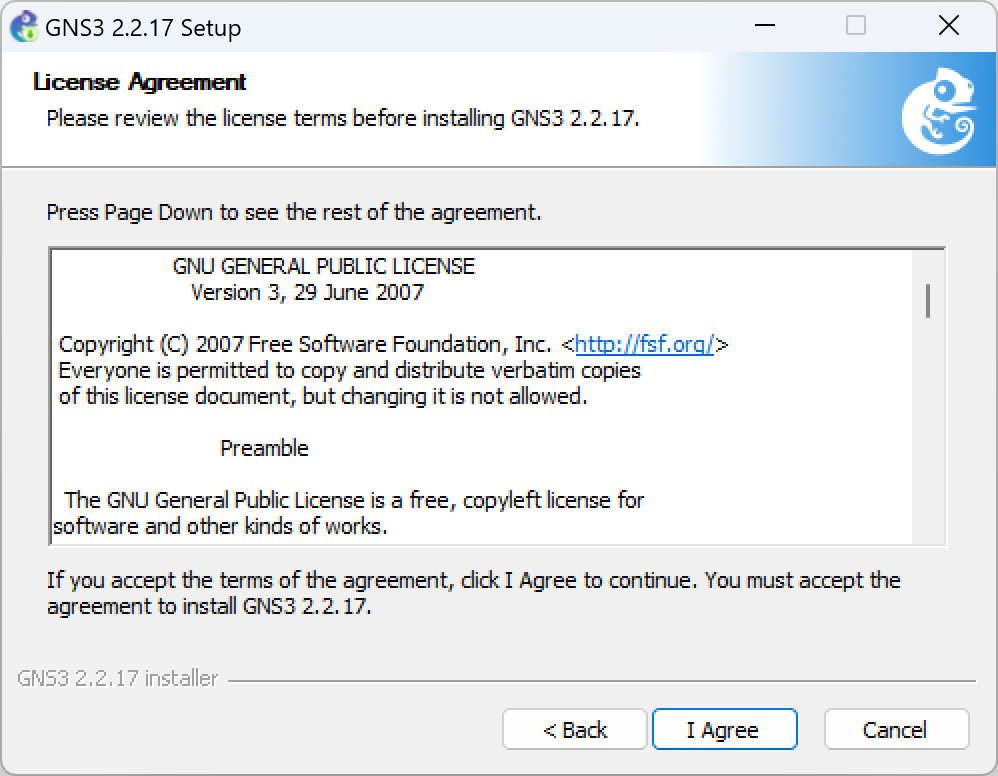 GNS3 2.2.17 Setup
License Agreement
Please review the license terms before installing GNS3 2.2.17.
Press Page Down to see the rest of the agreement.
GNU GENERAL PUBLIC LICENSE
Version 3, 29 June 2007
Copyright (C) 2007 Free Software Foundation, Inc. <http://fsf.org/>
Everyone is permitted to copy and distribute verbatim copies
of this license document, but changing it is not allowed.
Preamble
The GNU General Public License is a free, copyleft license for
software and other kinds of works.
If you accept the terms of the agreement, click I Agree to continue. You must accept the
agreement to install GNS3 2.2.17.
GNS3 2.2.17 installer
< Back
I Agree
Cancel